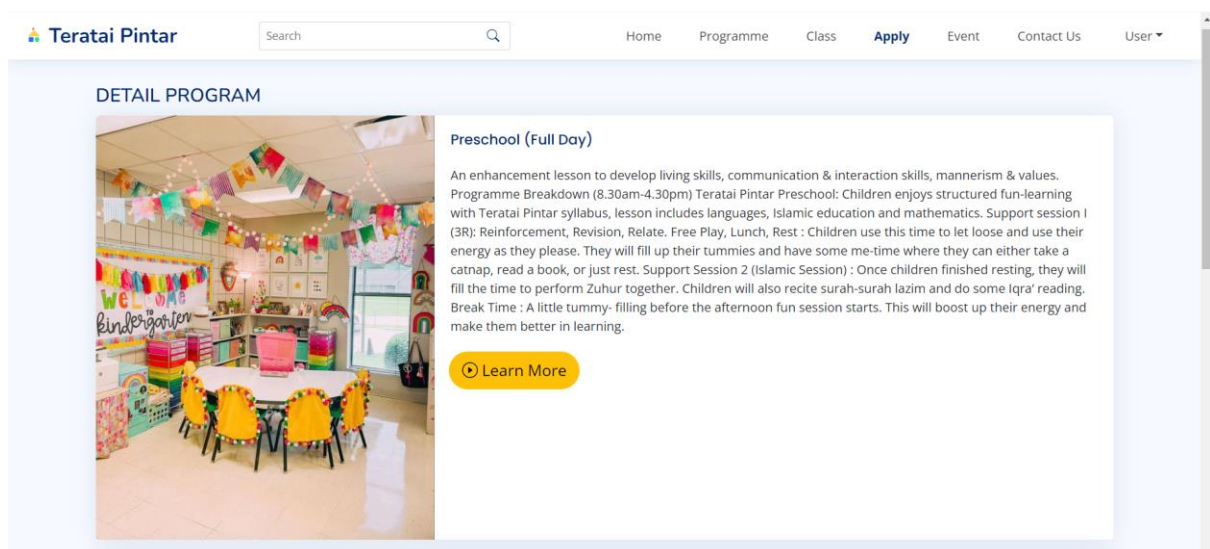 Teratai Pintar
Search
Home
Programme
Class
Apply
Event
Contact Us
User
DETAIL PROGRAM
WELCOME
kindergarten
Preschool (Full Day)
An enhancement lesson to develop living skills, communication & interaction skills, mannerism & values.
Programme Breakdown (8.30am-4.30pm) Teratai Pintar Preschool: Children enjoys structured fun-learning
with Teratai Pintar syllabus, lesson includes languages, Islamic education and mathematics. Support session I
(3R): Reinforcement, Revision, Relate. Free Play, Lunch, Rest : Children use this time to let loose and use their
energy as they please. They will fill up their tummies and have some me-time where they can either take a
catnap, read a book, or just rest. Support Session 2 (Islamic Session) : Once children finished resting, they will
fill the time to perform Zuhur together. Children will also recite surah-surah lazim and do some Iqra' reading.
Break Time : A little tummy- filling before the afternoon fun session starts. This will boost up their energy and
make them better in learning.
Learn More